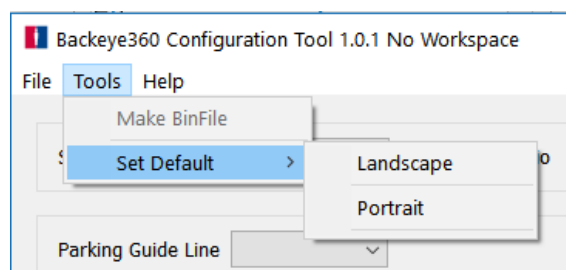 Backeye360 Configuration Tool 1.0.1 No Workspace
File Tools Help
Make BinFile
Set Default > Landscape
Portrait
Parking Guide Line